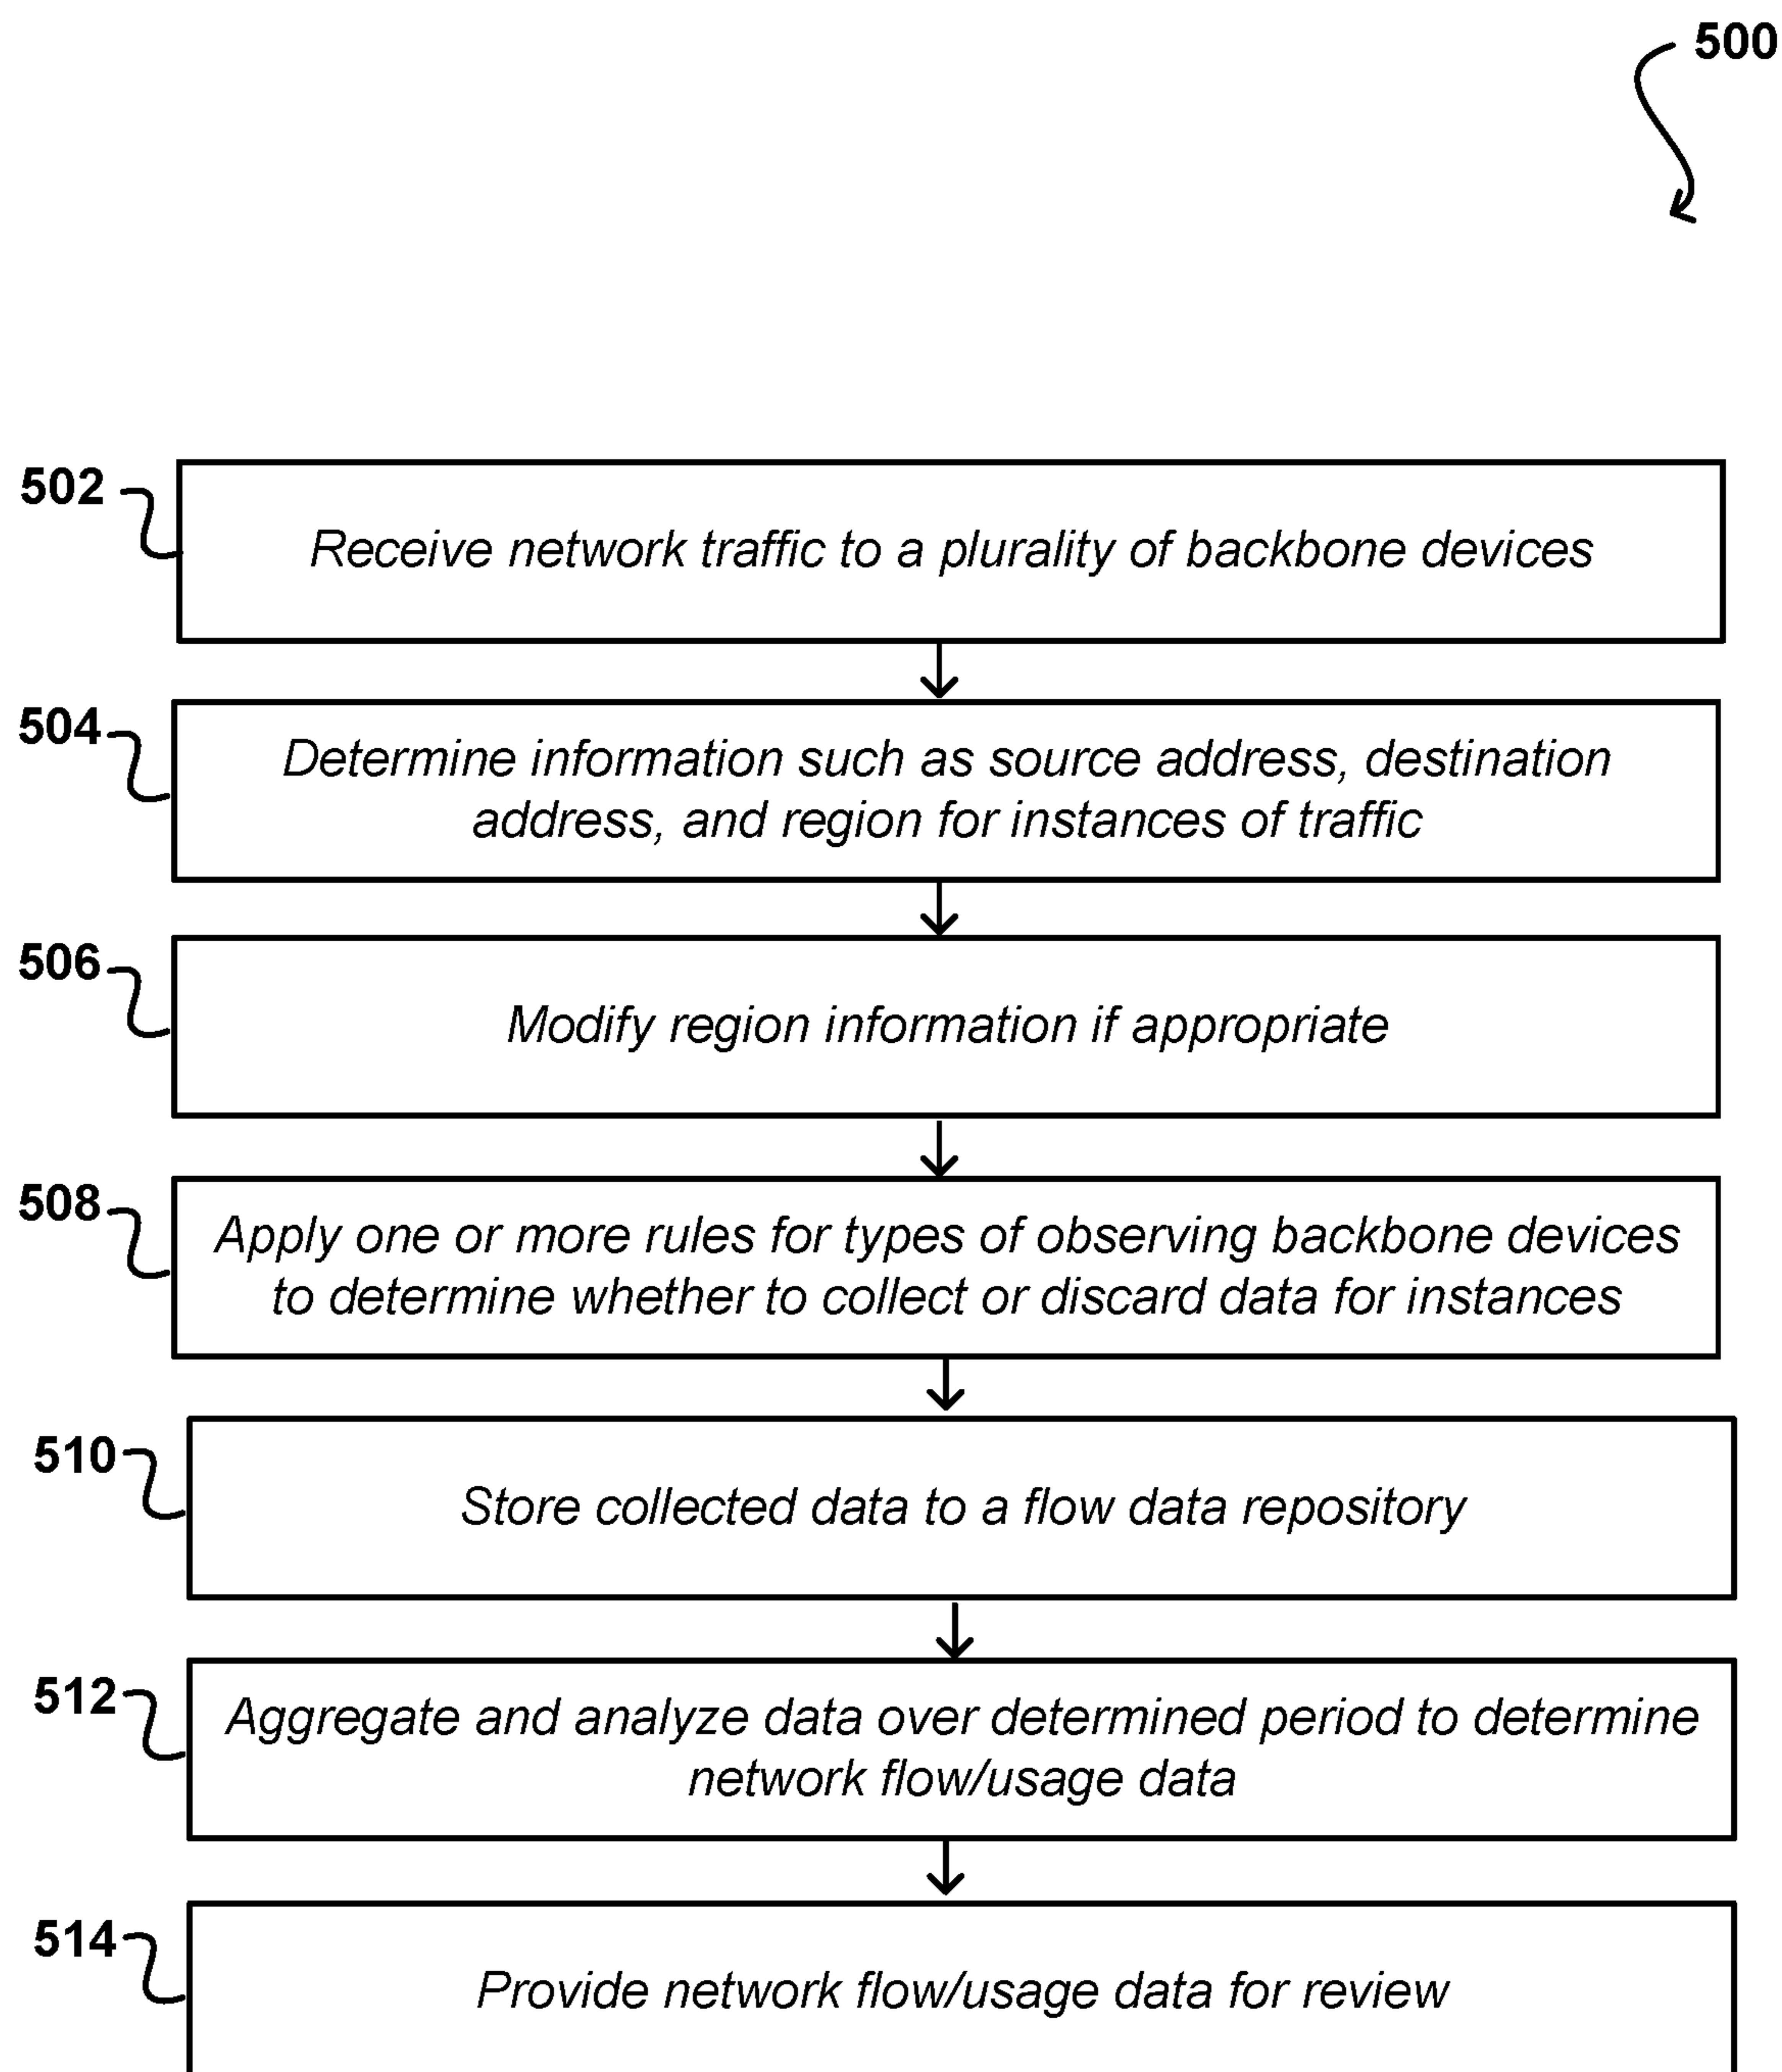 500
502
Receive network traffic to a plurality of backbone devices
504
Determine information such as source address, destination
address, and region for instances of traffic
506
Modify region information if appropriate
508
Apply one or more rules for types of observing backbone devices
to determine whether to collect or discard data for instances
510
Store collected data to a flow data repository
512
Aggregate and analyze data over determined period to determine
network flow/usage data
514
Provide network flow/usage data for review